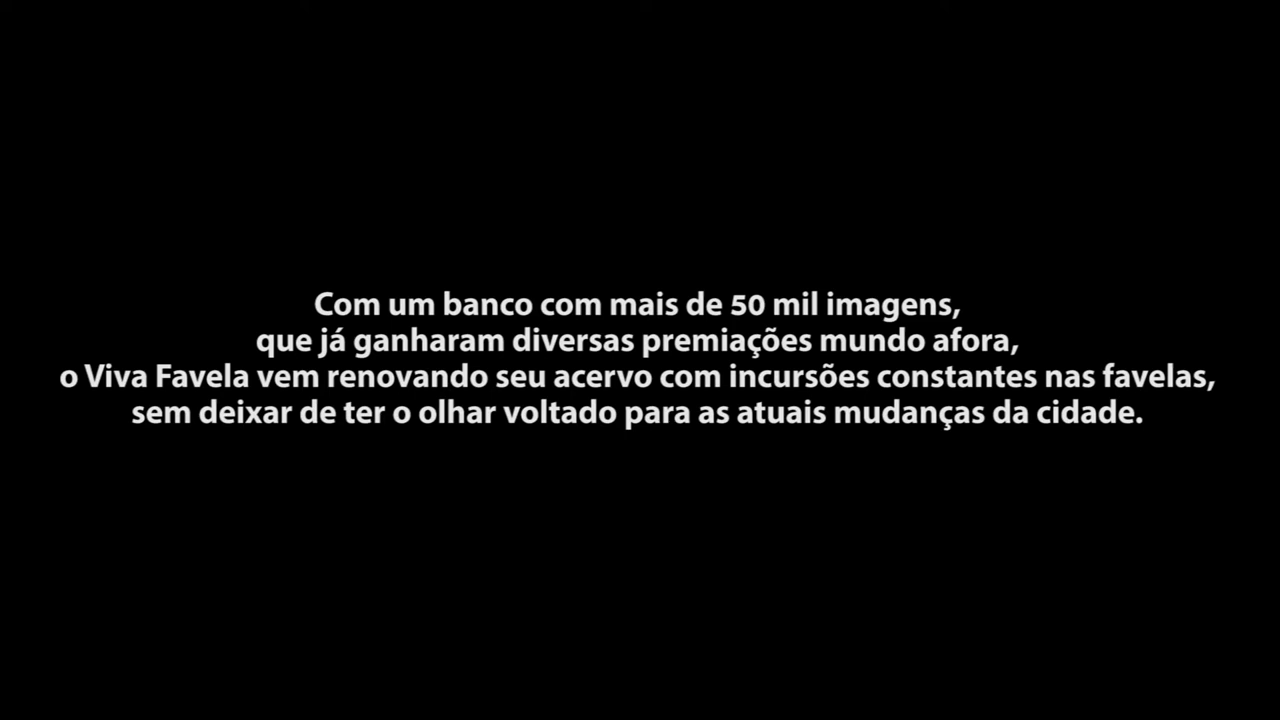 Com um banco com mais de 50 mil imagens,
que já ganharam diversas premiações mundo afora,
o Viva Favela vem renovando seu acervo com incursões constantes nas favelas,
sem deixar de ter o olhar voltado para as atuais mudanças da cidade.